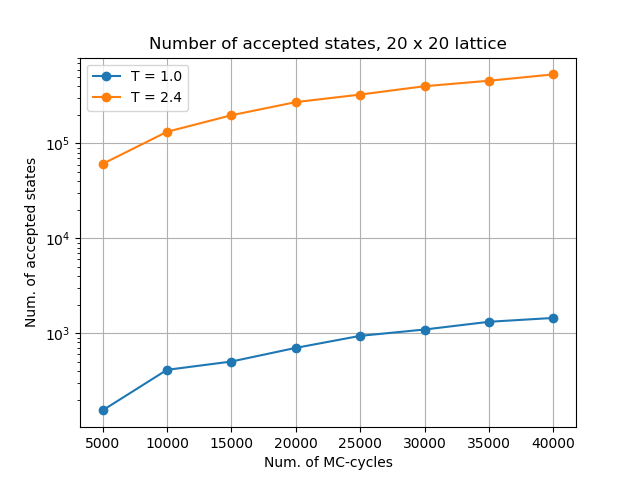 Number of accepted states, 20 x 20 lattice
T = 1.0
T = 2.4
Num. of accepted states
10^5
10^4
10^3
5000 10000 15000 20000 25000 30000 35000 40000
Num. of MC-cycles